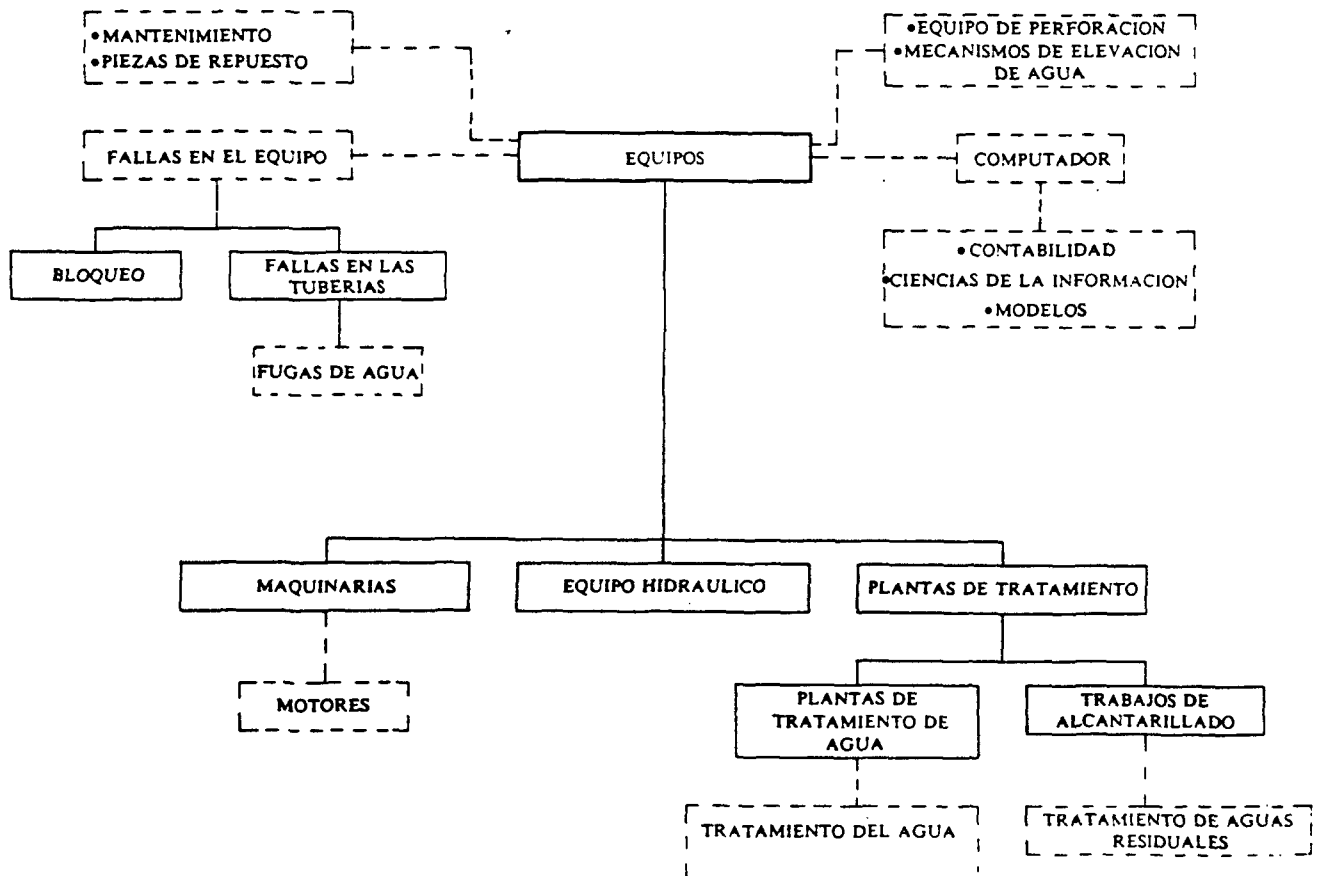 •MANTENIMIENTO
•PIEZAS DE REPUESTO
•EQUIPO DE PERFORACION
•MECANISMOS DE ELEVACION
DE AGUA
FALLAS EN EL EQUIPO
EQUIPOS
COMPUTADOR
BLOQUEO
FALLAS EN LAS
TUBERIAS
•CONTABILIDAD
•CIENCIAS DE LA INFORMACION
•MODELOS
FUGAS DE AGUA
MAQUINARIAS
EQUIPO HIDRAULICO
PLANTAS DE TRATAMIENTO
MOTORES
PLANTAS DE
TRATAMIENTO DE
AGUA
TRABAJOS DE
ALCANTARILLADO
TRATAMIENTO DEL AGUA
TRATAMIENTO DE AGUAS
RESIDUALES